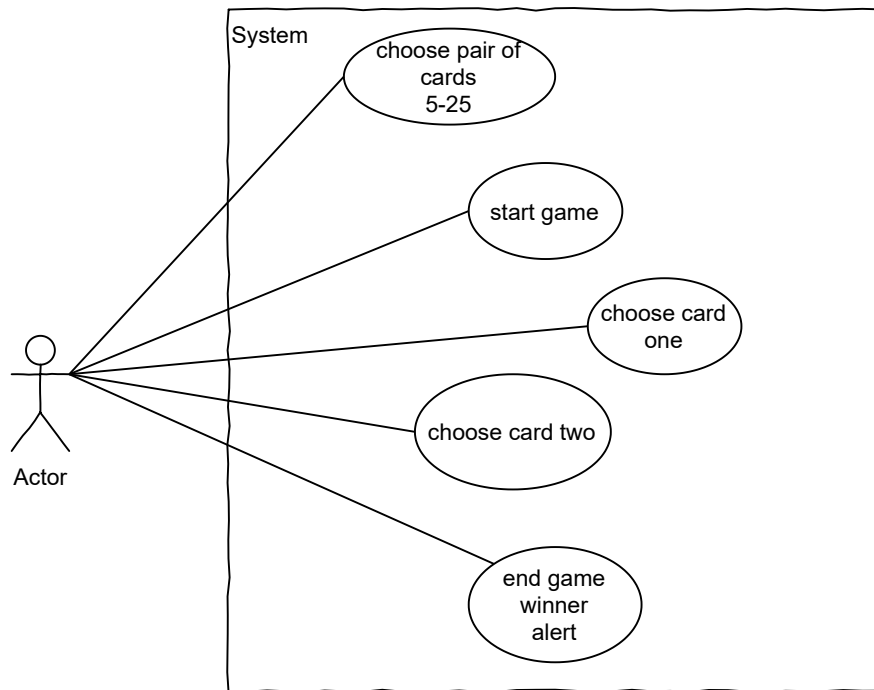 System
choose pair of
cards
5-25
start game
choose card
one
choose card two
Actor
end game
winner
alert